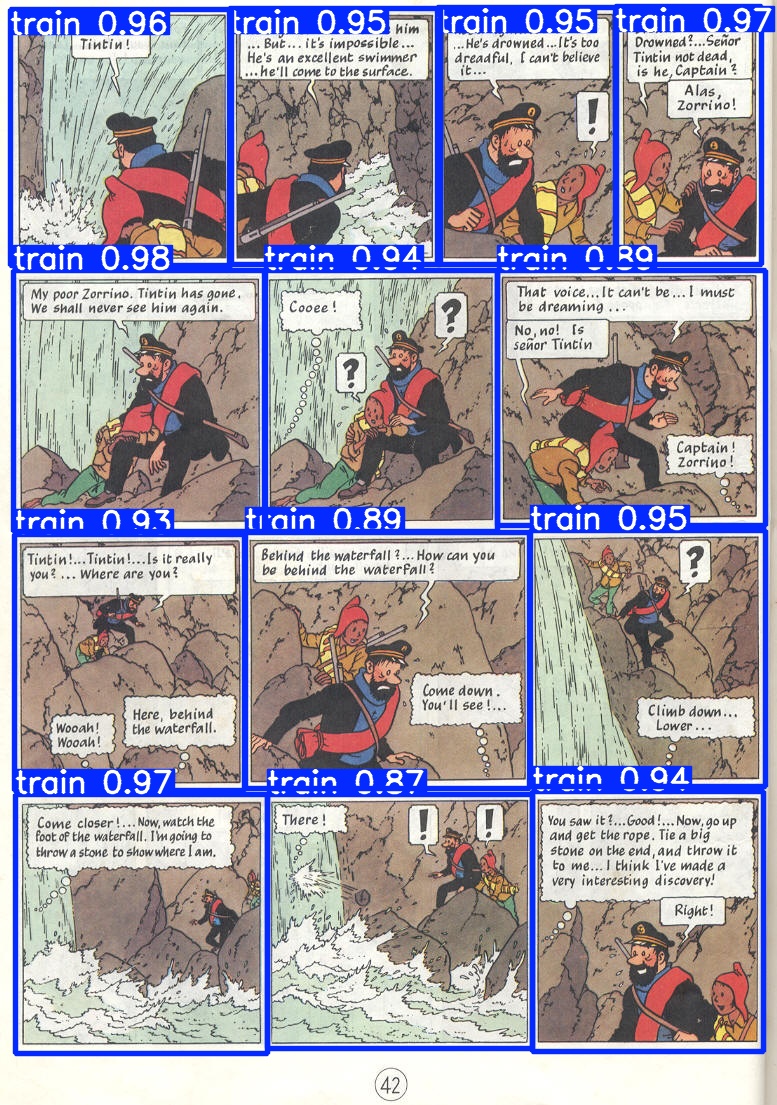 train 0.96
Tintin!
train 0.95
him
... But... it's impossible...
He's an excellent swimmer
...he'll come to the surface.
train 0.95
...He's drowned...It's too
dreadful, I can't believe
it...
!
train 0.97
Drowned?...Señor
Tintin not dead,
is he, Captain?
Alas,
Zorrino!
train 0.98
My poor Zorrino. Tintin has gone.
We shall never see him again.
train 0.94
Cooee!
?
?
train 0.89
That voice...It can't be...I must
be dreaming...
No, no! Is
señor Tintin
Captain!
Zorrino!
train 0.93
Tintin!...Tintin!...Is it really
you?... Where are you?
Wooah!
Wooah!
Here, behind
the waterfall.
train 0.89
Behind the waterfall?...How can you
be behind the waterfall?
Come down.
You'll see!...
train 0.95
?
Climb down...
Lower...
train 0.97
Come closer!... Now, watch the
foot of the waterfall. I'm going to
throw a stone to show where I am.
train 0.87
There!
!
!
train 0.94
You saw it?...Good!...Now, go up
and get the rope. Tie a big
stone on the end, and throw it
to me... I think I've made a
very interesting discovery!
Right!
42